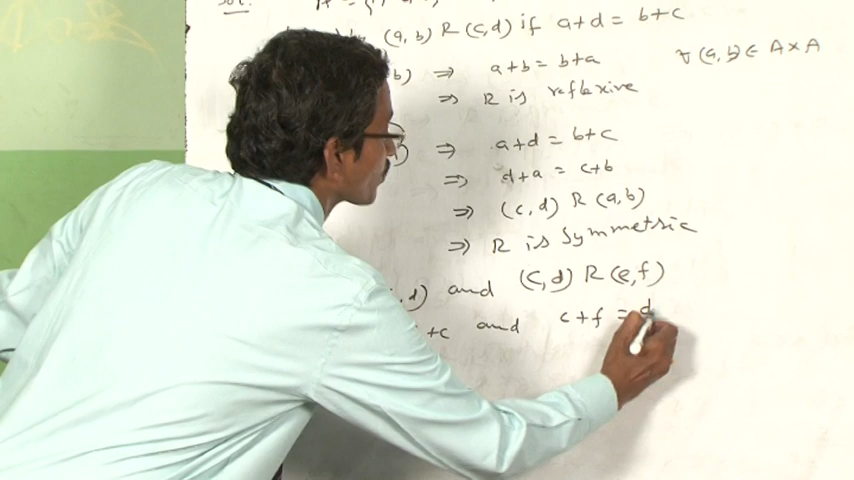 Sol:
(a, b) R (c, d) if a+d = b+c
b) ⇒ a+b = b+a ∀ (a, b) ∈ A × A
⇒ R is reflexive
) ⇒ a+d = b+c
⇒ d+a = c+b
⇒ (c, d) R (a, b)
⇒ R is Symmetric
, d) and (c, d) R (e, f)
+c and c+f = d